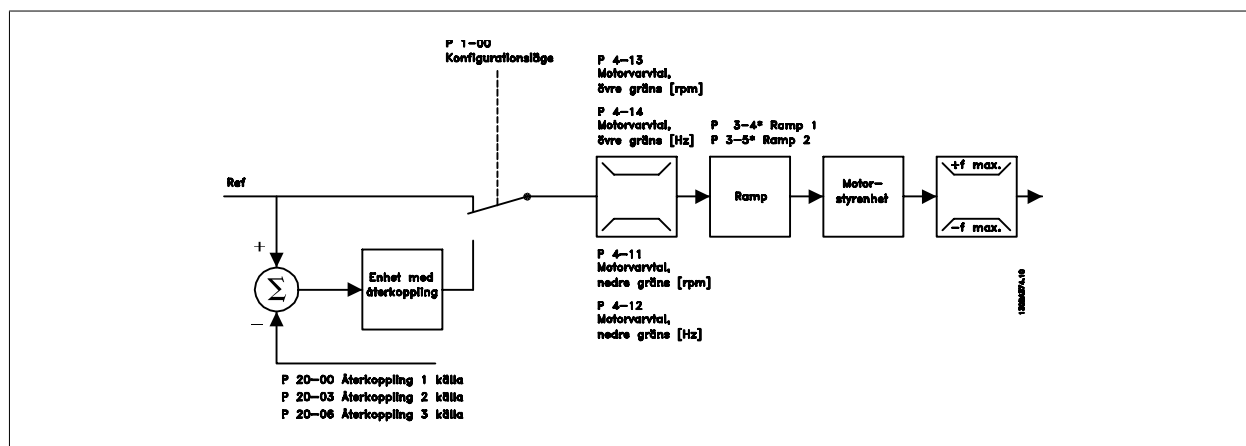 P 1-00
Konfigurationsläge
P 4-13
Motorvarvtal,
övre gräns [rpm]
P 4-14
Motorvarvtal,
övre gräns [Hz]
P 3-4* Ramp 1
P 3-5* Ramp 2
Ref
Ramp
Motor-
styrenhet
+f max.
-f max.
+
Σ
−
Enhet med
återkoppling
P 4-11
Motorvarvtal,
nedre gräns [rpm]
P 4-12
Motorvarvtal,
nedre gräns [Hz]
P 20-00 Återkoppling 1 källa
P 20-03 Återkoppling 2 källa
P 20-06 Återkoppling 3 källa